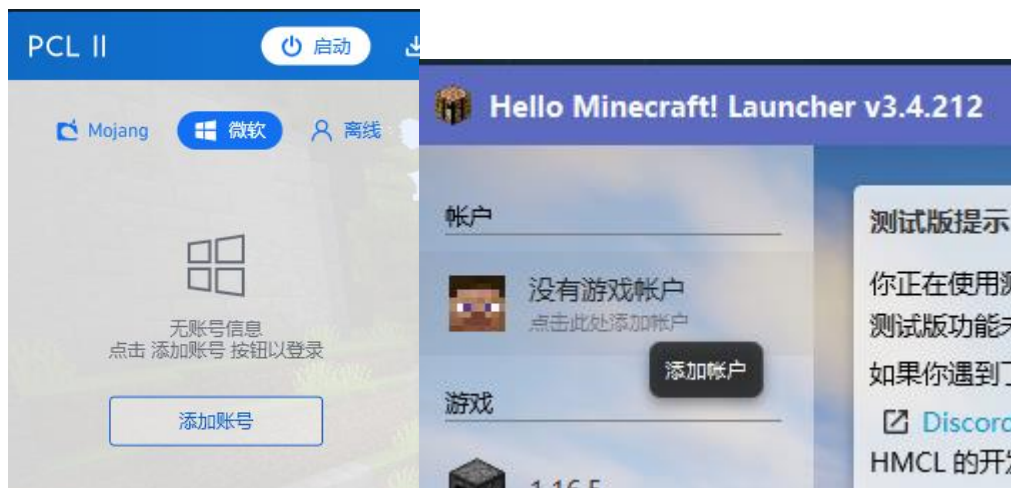 PCL II
启动
Mojang
微软
离线
无账号信息
点击 添加账号 按钮以登录
添加账号
Hello Minecraft! Launcher v3.4.212
帐户
没有游戏帐户
点击此处添加帐户
添加帐户
游戏
1.16.5
测试版提示
你正在使用测
测试版功能未
如果你遇到了
Discord
HMCL 的开发